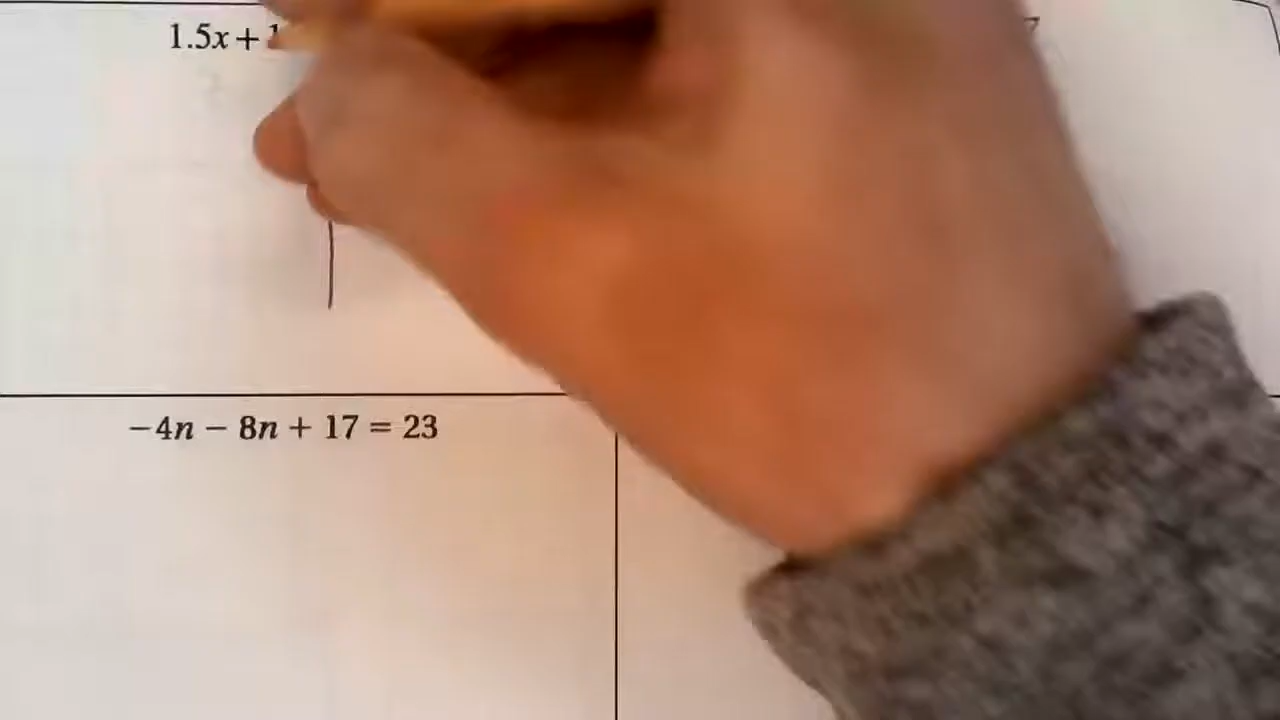 1.5x +
−4n − 8n + 17 = 23